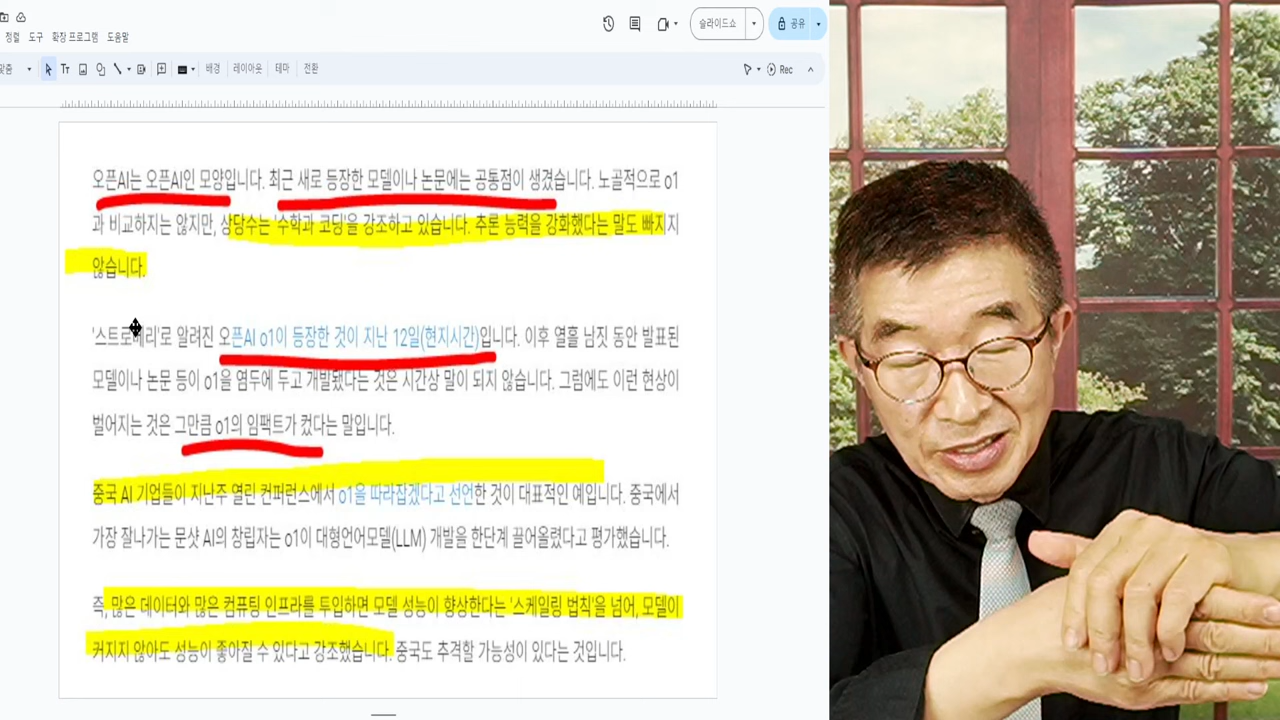 정렬 도구 확장 프로그램 도움말
슬라이드쇼
공유
맞춤
배경 레이아웃 테마 전환
Rec
오픈AI는 오픈AI인 모양입니다. 최근 새로 등장한 모델이나 논문에는 공통점이 생겼습니다. 노골적으로 o1
과 비교하지는 않지만, 상당수는 '수학과 코딩'을 강조하고 있습니다. 추론 능력을 강화했다는 말도 빠지지
않습니다.
'스트로베리'로 알려진 오픈AI o1이 등장한 것이 지난 12일(현지시간)입니다. 이후 열흘 남짓 동안 발표된
모델이나 논문 등이 o1을 염두에 두고 개발됐다는 것은 시간상 말이 되지 않습니다. 그럼에도 이런 현상이
벌어지는 것은 그만큼 o1의 임팩트가 컸다는 말입니다.
중국 AI 기업들이 지난주 열린 컨퍼런스에서 o1을 따라잡겠다고 선언한 것이 대표적인 예입니다. 중국에서
가장 잘나가는 문샷 AI의 창립자는 o1이 대형언어모델(LLM) 개발을 한단계 끌어올렸다고 평가했습니다.
즉, 많은 데이터와 많은 컴퓨팅 인프라를 투입하면 모델 성능이 향상한다는 '스케일링 법칙'을 넘어, 모델이
커지지 않아도 성능이 좋아질 수 있다고 강조했습니다. 중국도 추격할 가능성이 있다는 것입니다.